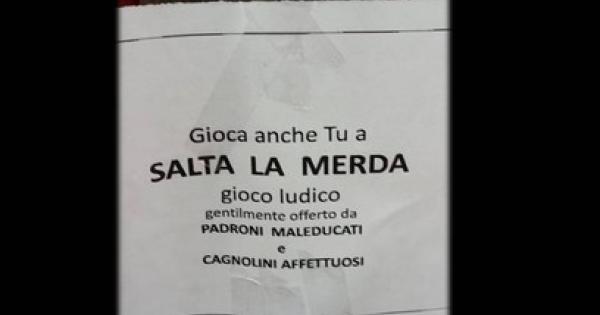 Gioca anche Tu a
SALTA LA MERDA
gioco ludico
gentilmente offerto da
PADRONI MALEDUCATI
e
CAGNOLINI AFFETTUOSI